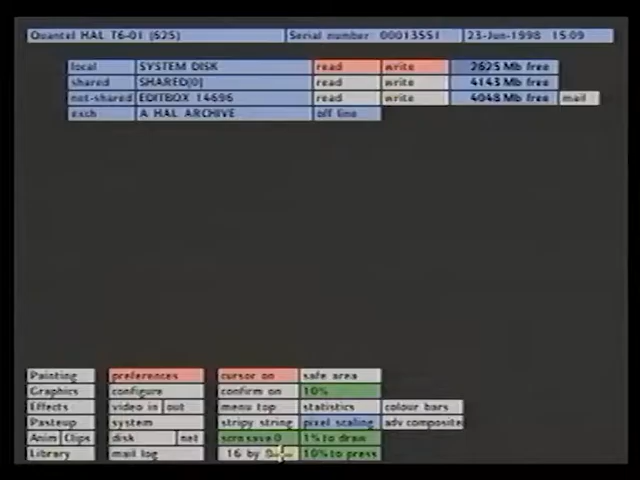 Quantel HAL T6-01 (625) Serial number 00013551 23-Jun-1998 15:09
local SYSTEM DISK read write 2625 Mb free
shared SHARED[0] read write 4143 Mb free
net-shared EDITBOX 14696 read write 4048 Mb free mail
exch A HAL ARCHIVE off line
Painting preferences cursor on safe area
Graphics configure confirm on 10%
Effects video in out menu top statistics colour bars
Pasteup system stripy string pixel scaling adv composite
Anim Clips disk net scrn save 0 1% to draw
Library mail log 16 by 10% to press